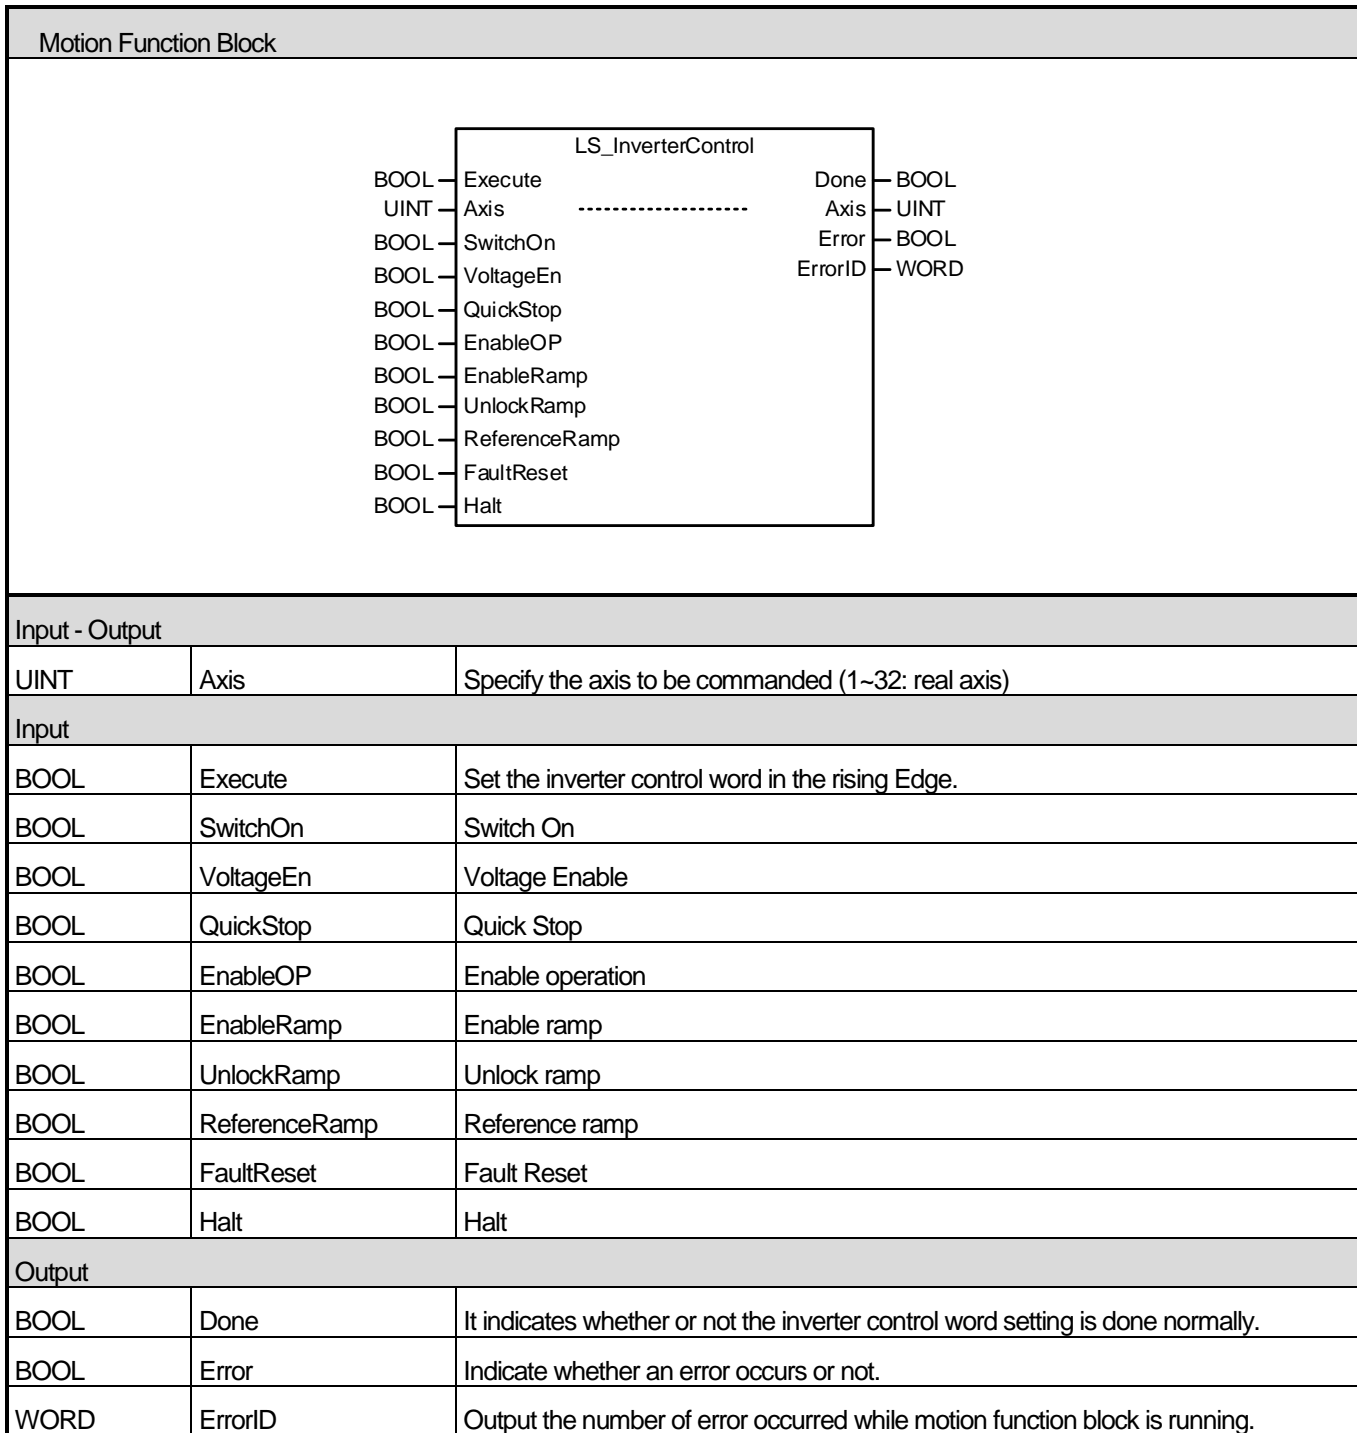 Motion Function Block
LS_InverterControl
BOOL Execute Done BOOL
UINT Axis Axis UINT
BOOL SwitchOn Error BOOL
BOOL VoltageEn ErrorID WORD
BOOL QuickStop
BOOL EnableOP
BOOL EnableRamp
BOOL UnlockRamp
BOOL ReferenceRamp
BOOL FaultReset
BOOL Halt
Input - Output
UINT Axis Specify the axis to be commanded (1~32: real axis)
Input
BOOL Execute Set the inverter control word in the rising Edge.
BOOL SwitchOn Switch On
BOOL VoltageEn Voltage Enable
BOOL QuickStop Quick Stop
BOOL EnableOP Enable operation
BOOL EnableRamp Enable ramp
BOOL UnlockRamp Unlock ramp
BOOL ReferenceRamp Reference ramp
BOOL FaultReset Fault Reset
BOOL Halt Halt
Output
BOOL Done It indicates whether or not the inverter control word setting is done normally.
BOOL Error Indicate whether an error occurs or not.
WORD ErrorID Output the number of error occurred while motion function block is running.